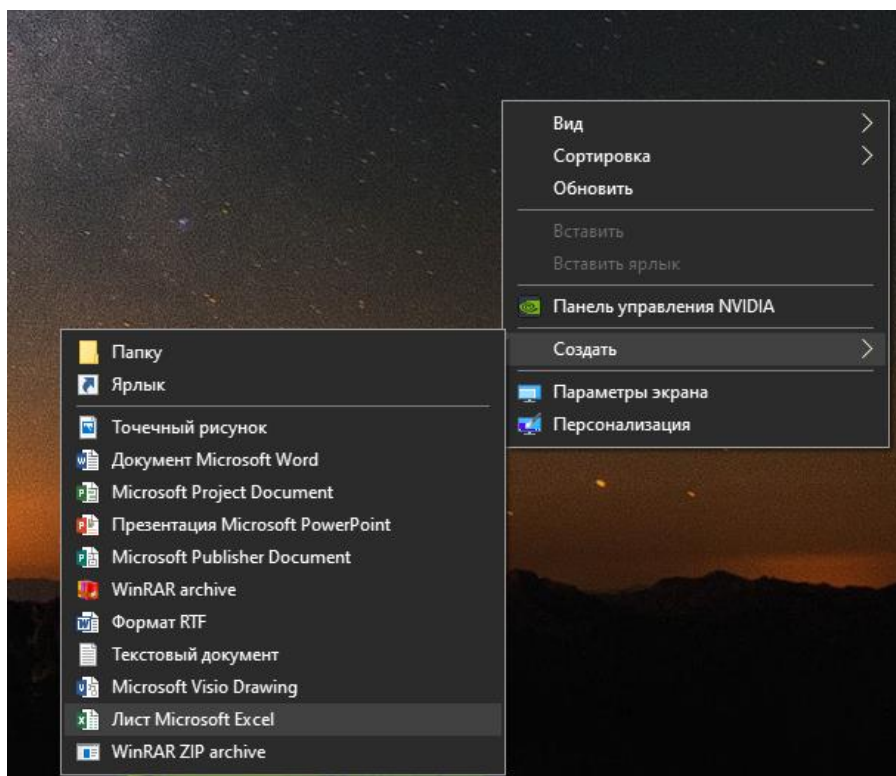 Вид
Сортировка
Обновить
Вставить
Вставить ярлык
Панель управления NVIDIA
Создать
Параметры экрана
Персонализация
Папку
Ярлык
Точечный рисунок
Документ Microsoft Word
Microsoft Project Document
Презентация Microsoft PowerPoint
Microsoft Publisher Document
WinRAR archive
Формат RTF
Текстовый документ
Microsoft Visio Drawing
Лист Microsoft Excel
WinRAR ZIP archive